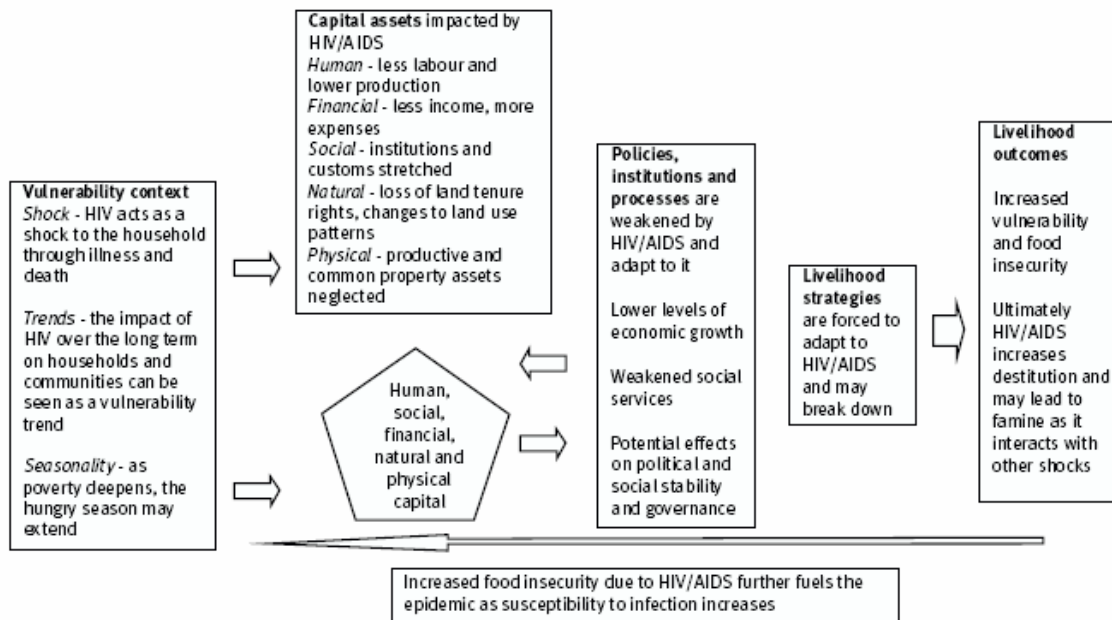 Vulnerability context
Shock - HIV acts as a
shock to the household
through illness and
death
Trends - the impact of
HIV over the long term
on households and
communities can be
seen as a vulnerability
trend
Seasonality - as
poverty deepens, the
hungry season may
extend
Capital assets impacted by
HIV/AIDS
Human - less labour and
lower production
Financial - less income, more
expenses
Social - institutions and
customs stretched
Natural - loss of land tenure
rights, changes to land use
patterns
Physical - productive and
common property assets
neglected
Human,
social,
financial,
natural and
physical
capital
Policies,
institutions and
processes are
weakened by
HIV/AIDS and
adapt to it
Lower levels of
economic growth
Weakened social
services
Potential effects
on political and
social stability
and governance
Livelihood
strategies
are forced to
adapt to
HIV/AIDS
and may
break down
Livelihood
outcomes
Increased
vulnerability
and food
insecurity
Ultimately
HIV/AIDS
increases
destitution and
may lead to
famine as it
interacts with
other shocks
Increased food insecurity due to HIV/AIDS further fuels the
epidemic as susceptibility to infection increases